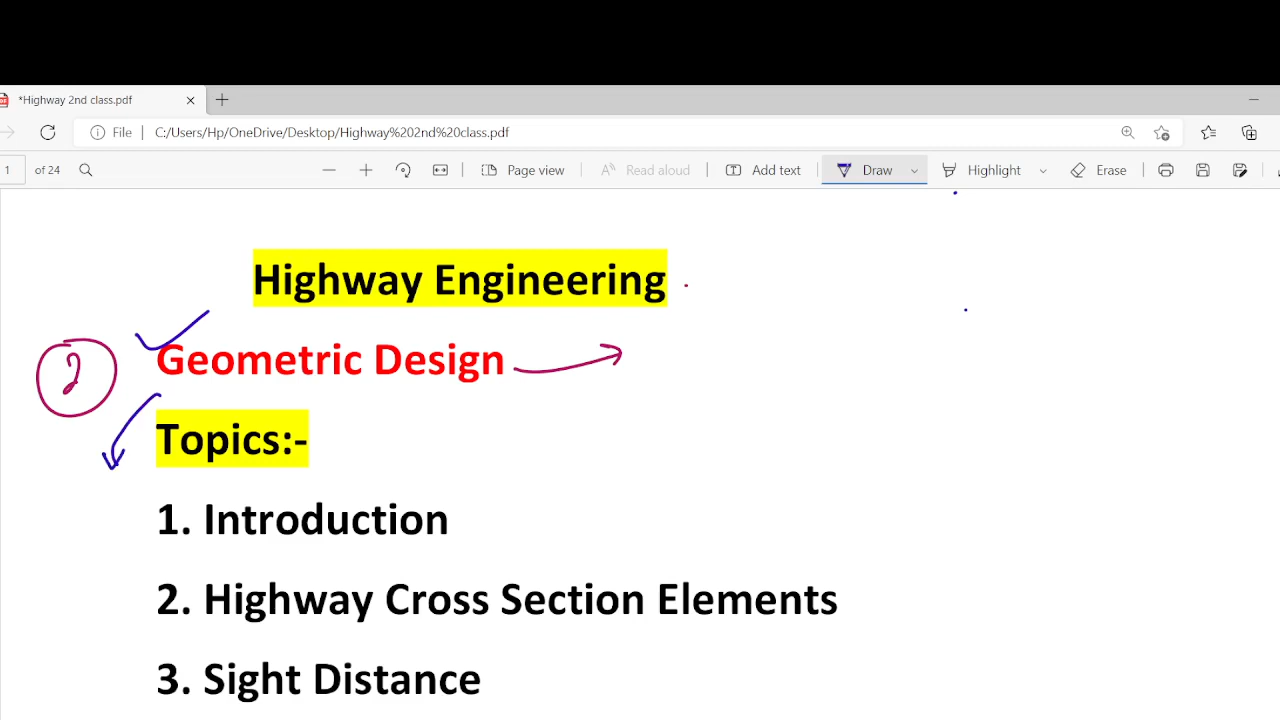 *Highway 2nd class.pdf
File
C:/Users/Hp/OneDrive/Desktop/Highway%202nd%20class.pdf
1 of 24 Page view Read aloud Add text Draw Highlight Erase
Highway Engineering
Geometric Design
2
Topics:-
1. Introduction
2. Highway Cross Section Elements
3. Sight Distance